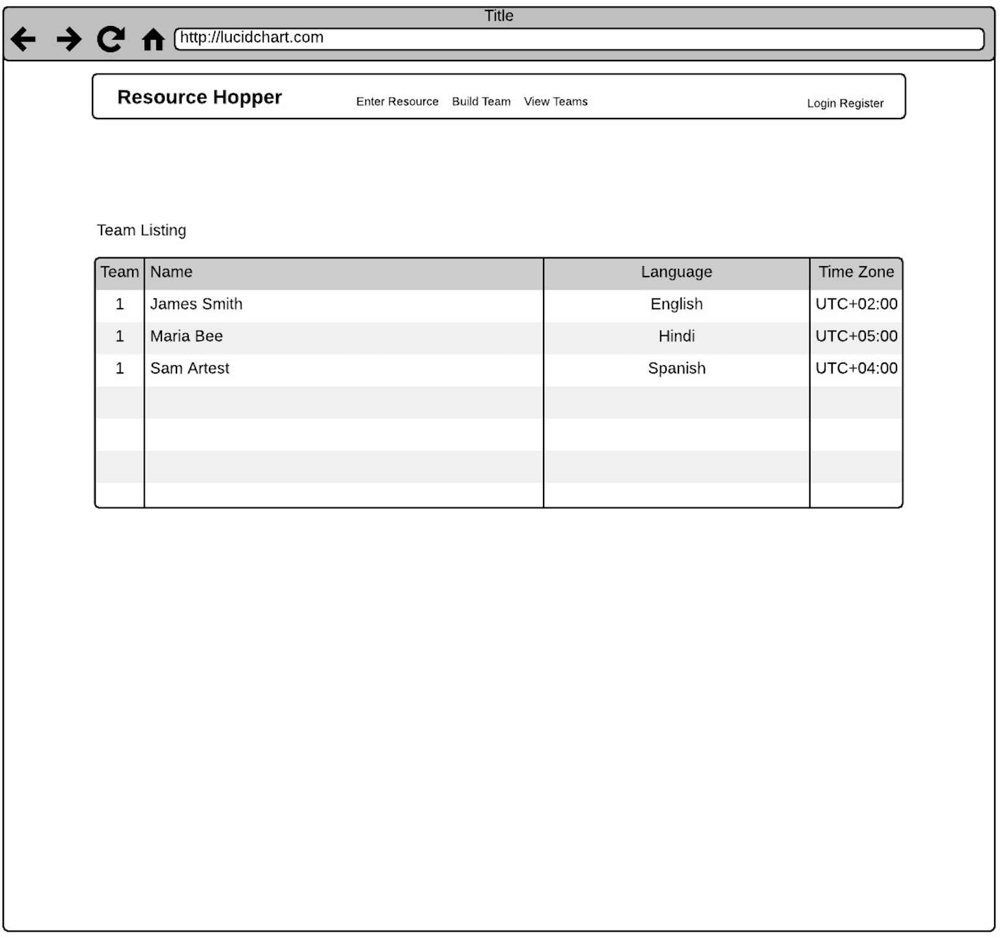 Title
http://lucidchart.com
Resource Hopper Enter Resource Build Team View Teams Login Register
Team Listing
Team Name Language Time Zone
1 James Smith English UTC+02:00
1 Maria Bee Hindi UTC+05:00
1 Sam Artest Spanish UTC+04:00